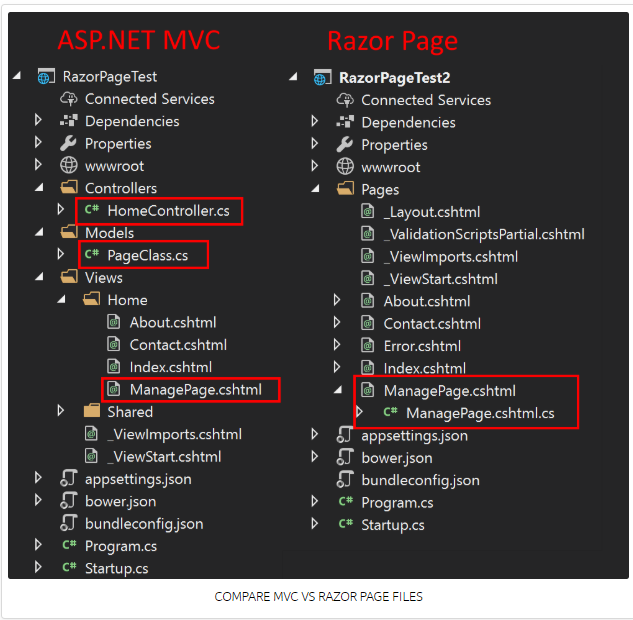 ASP.NET MVC
RazorPageTest
Connected Services
Dependencies
Properties
wwwroot
Controllers
C# HomeController.cs
Models
C# PageClass.cs
Views
Home
About.cshtml
Contact.cshtml
Index.cshtml
ManagePage.cshtml
Shared
_ViewImports.cshtml
_ViewStart.cshtml
appsettings.json
bower.json
bundleconfig.json
C# Program.cs
C# Startup.cs
Razor Page
RazorPageTest2
Connected Services
Dependencies
Properties
wwwroot
Pages
_Layout.cshtml
_ValidationScriptsPartial.cshtml
_ViewImports.cshtml
_ViewStart.cshtml
About.cshtml
Contact.cshtml
Error.cshtml
Index.cshtml
ManagePage.cshtml
C# ManagePage.cshtml.cs
appsettings.json
bower.json
bundleconfig.json
C# Program.cs
C# Startup.cs
COMPARE MVC VS RAZOR PAGE FILES